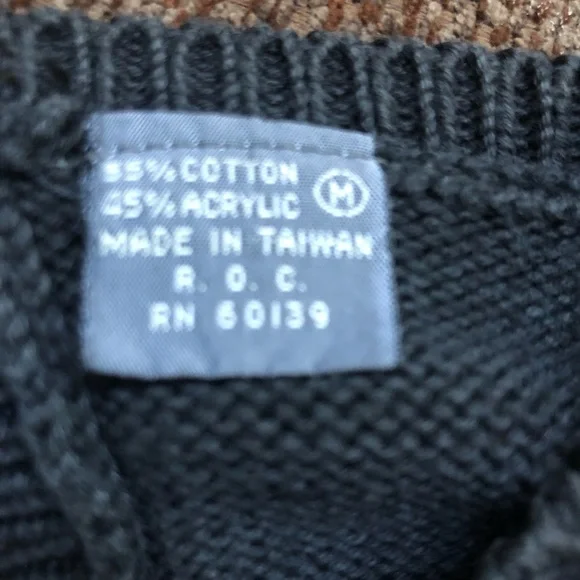 55% COTTON
45% ACRYLIC M
MADE IN TAIWAN
R. O. C.
RN 60139